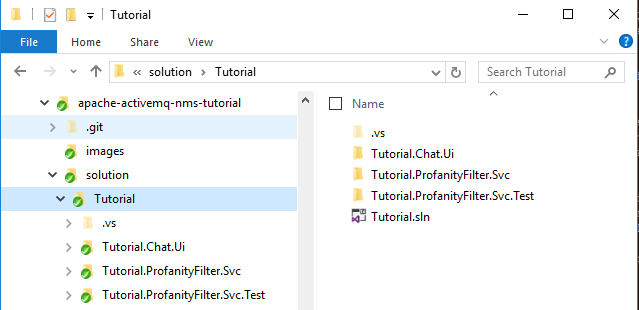 Tutorial
File Home Share View
« solution > Tutorial Search Tutorial
apache-activemq-nms-tutorial
.git
images
solution
Tutorial
.vs
Tutorial.Chat.Ui
Tutorial.ProfanityFilter.Svc
Tutorial.ProfanityFilter.Svc.Test
Name
.vs
Tutorial.Chat.Ui
Tutorial.ProfanityFilter.Svc
Tutorial.ProfanityFilter.Svc.Test
Tutorial.sln